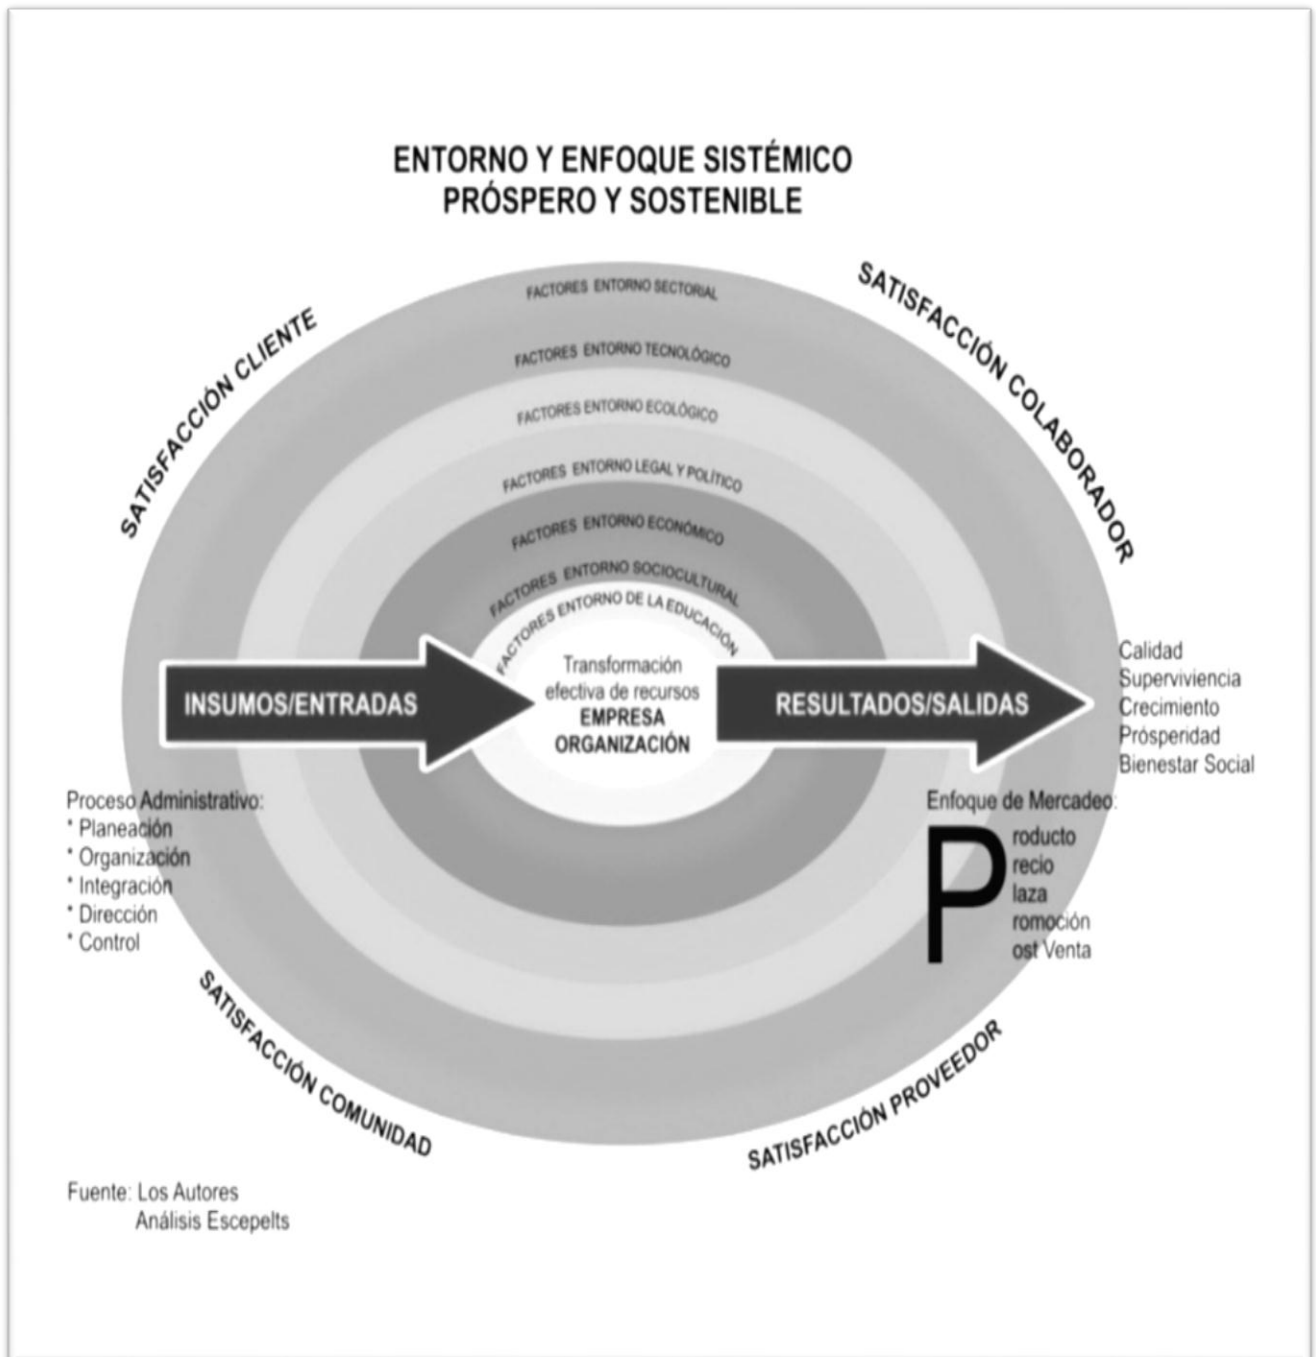 ENTORNO Y ENFOQUE SISTÉMICO
PRÓSPERO Y SOSTENIBLE
SATISFACCIÓN CLIENTE
SATISFACCIÓN COLABORADOR
FACTORES ENTORNO SECTORIAL
FACTORES ENTORNO TECNOLÓGICO
FACTORES ENTORNO ECOLÓGICO
FACTORES ENTORNO LEGAL Y POLÍTICO
FACTORES ENTORNO ECONÓMICO
FACTORES ENTORNO SOCIOCULTURAL
FACTORES ENTORNO DE LA EDUCACIÓN
INSUMOS/ENTRADAS
Transformación
efectiva de recursos
EMPRESA
ORGANIZACIÓN
RESULTADOS/SALIDAS
Calidad
Superviviencia
Crecimiento
Prósperidad
Bienestar Social
Proceso Administrativo:
* Planeación
* Organización
* Integración
* Dirección
* Control
Enfoque de Mercadeo:
P
roducto
recio
laza
romoción
ost Venta
SATISFACCIÓN COMUNIDAD
SATISFACCIÓN PROVEEDOR
Fuente: Los Autores
Análisis Escepelts